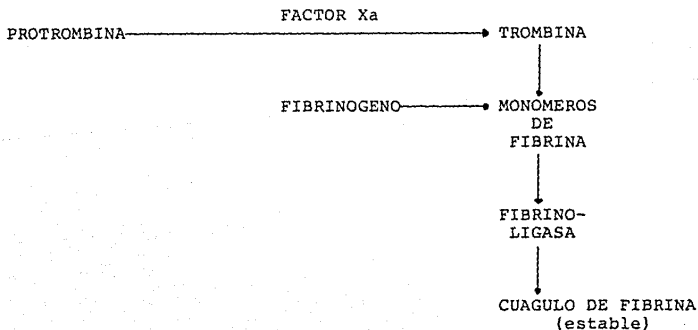 FACTOR Xa
PROTROMBINA TROMBINA
FIBRINOGENO MONOMEROS
DE
FIBRINA
FIBRINO-
LIGASA
CUAGULO DE FIBRINA
(estable)